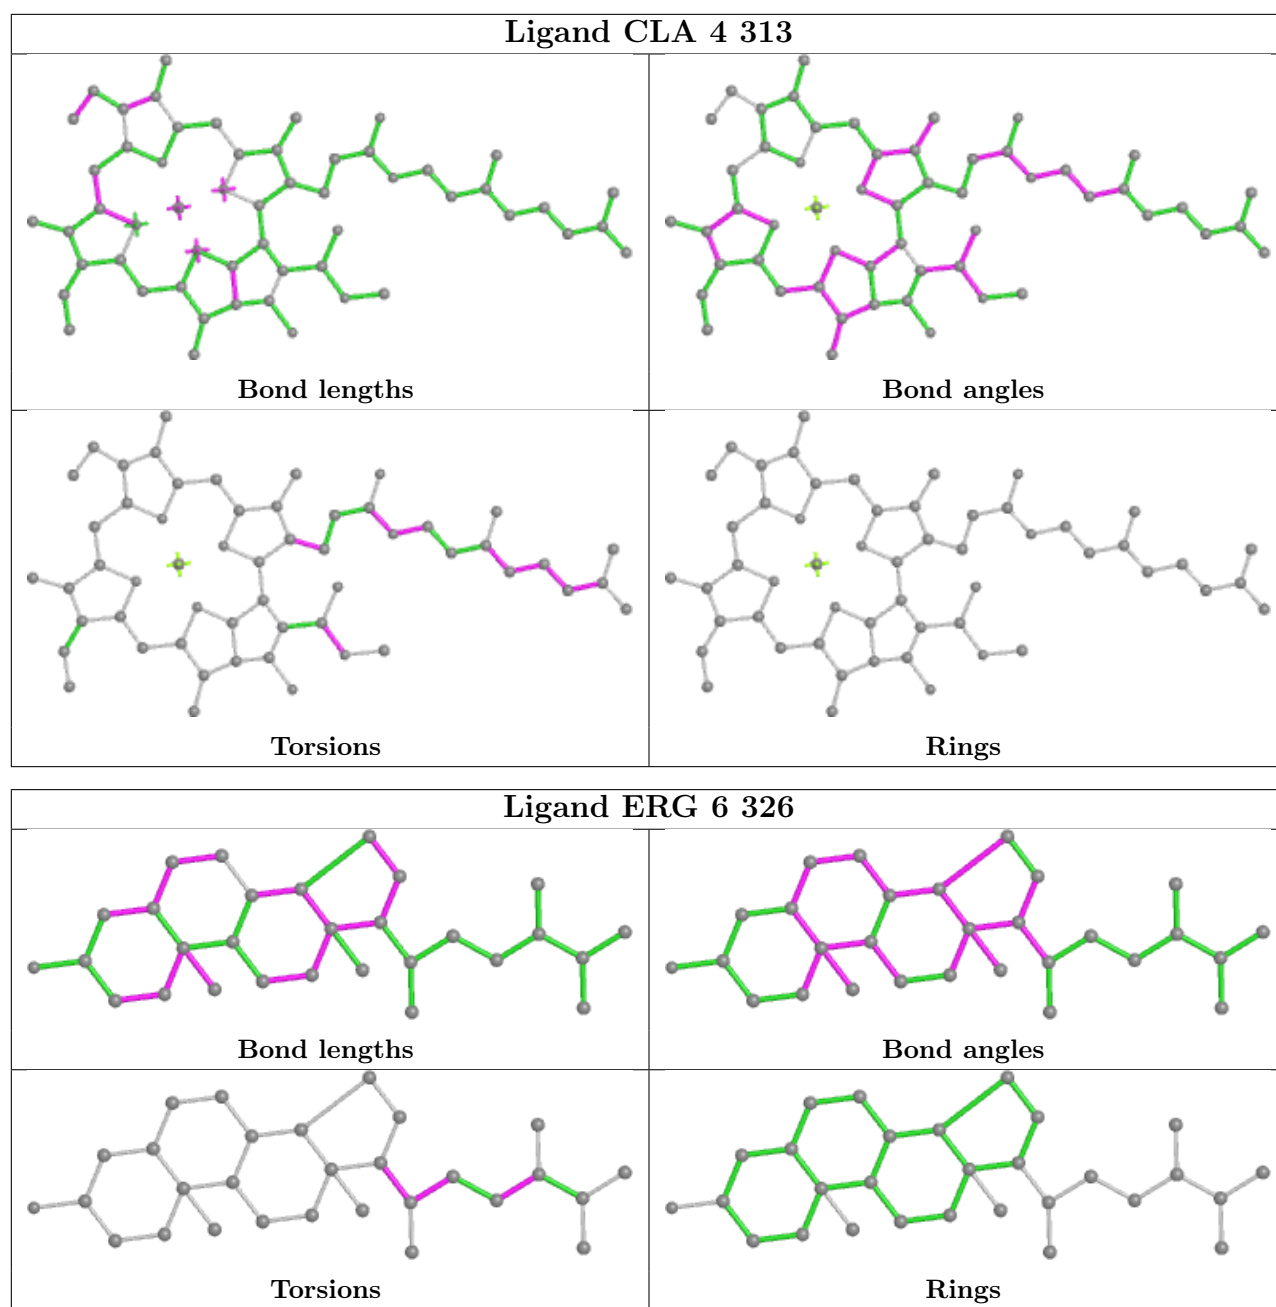 Ligand CLA 4 313
Bond lengths
Bond angles
Torsions
Rings
Ligand ERG 6 326
Bond lengths
Bond angles
Torsions
Rings